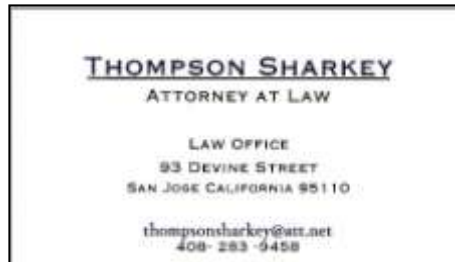 THOMPSON SHARKEY
ATTORNEY AT LAW
LAW OFFICE
93 DEVINE STREET
SAN JOSE CALIFORNIA 95110
thompsonsharkey@att.net
408- 283 -9458